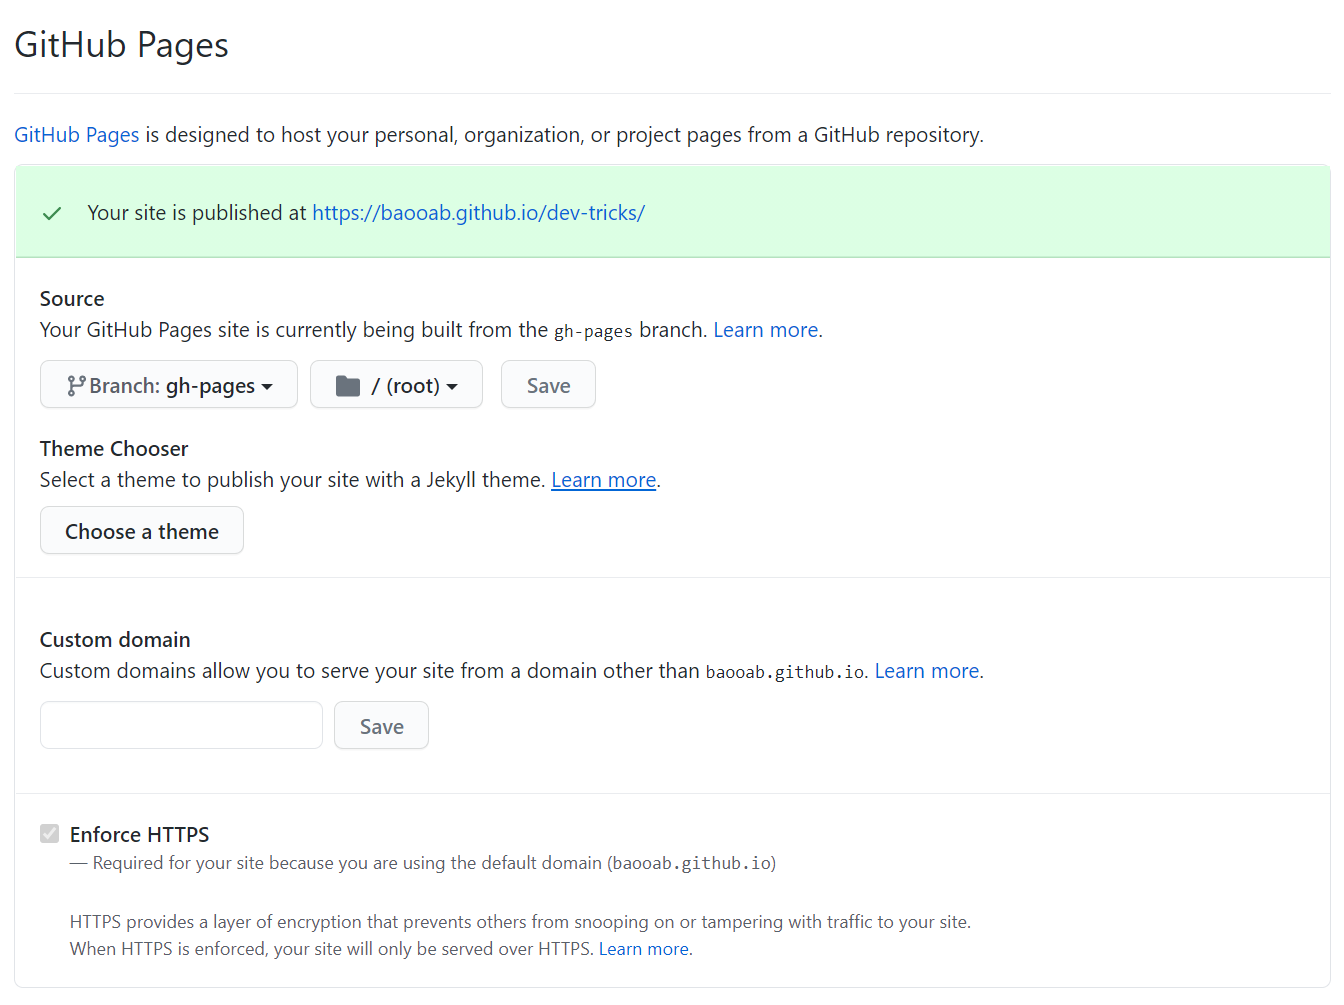 GitHub Pages
GitHub Pages is designed to host your personal, organization, or project pages from a GitHub repository.
Your site is published at https://baooab.github.io/dev-tricks/
Source
Your GitHub Pages site is currently being built from the gh-pages branch. Learn more.
Branch: gh-pages / (root) Save
Theme Chooser
Select a theme to publish your site with a Jekyll theme. Learn more.
Choose a theme
Custom domain
Custom domains allow you to serve your site from a domain other than baooab.github.io. Learn more.
Save
Enforce HTTPS
— Required for your site because you are using the default domain (baooab.github.io)
HTTPS provides a layer of encryption that prevents others from snooping on or tampering with traffic to your site.
When HTTPS is enforced, your site will only be served over HTTPS. Learn more.